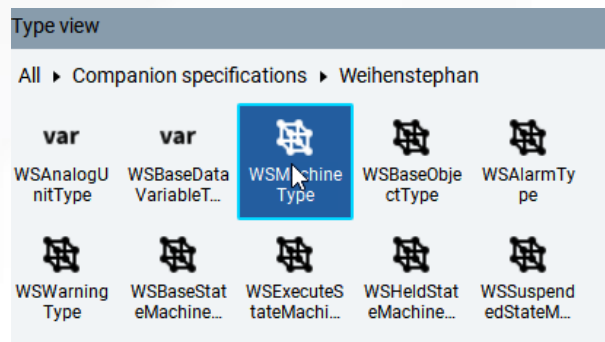 Type view
All ▸ Companion specifications ▸ Weihenstephan
var var
WSAnalogU WSBaseData WSMachine WSBaseObje WSAlarmTy
nitType VariableT... Type ctType pe
WSWarning WSBaseStat WSExecuteS WSHeldStat WSSuspend
Type eMachine... tateMachi... eMachine... edStateM...